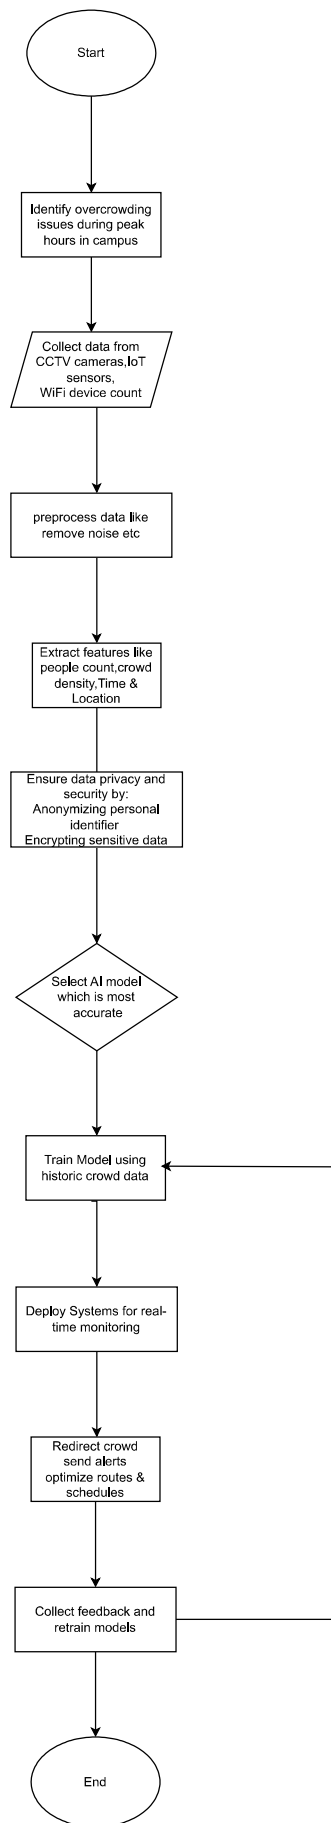 Start
Identify overcrowding
issues during peak
hours in campus
Collect data from
CCTV cameras,IoT
sensors,
WiFi device count
preprocess data like
remove noise etc
Extract features like
people count,crowd
density,Time &
Location
Ensure data privacy and
security by:
Anonymizing personal
identifier
Encrypting sensitive data
Select AI model
which is most
accurate
Train Model using
historic crowd data
Deploy Systems for real-
time monitoring
Redirect crowd
send alerts
optimize routes &
schedules
Collect feedback and
retrain models
End